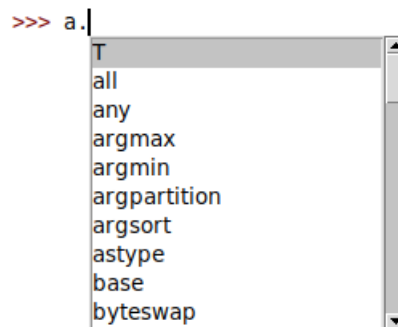 >>> a.
T
all
any
argmax
argmin
argpartition
argsort
astype
base
byteswap